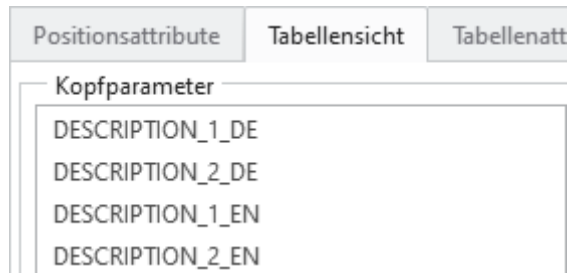 Positionsattribute Tabellensicht Tabellenatt
Kopfparameter
DESCRIPTION_1_DE
DESCRIPTION_2_DE
DESCRIPTION_1_EN
DESCRIPTION_2_EN